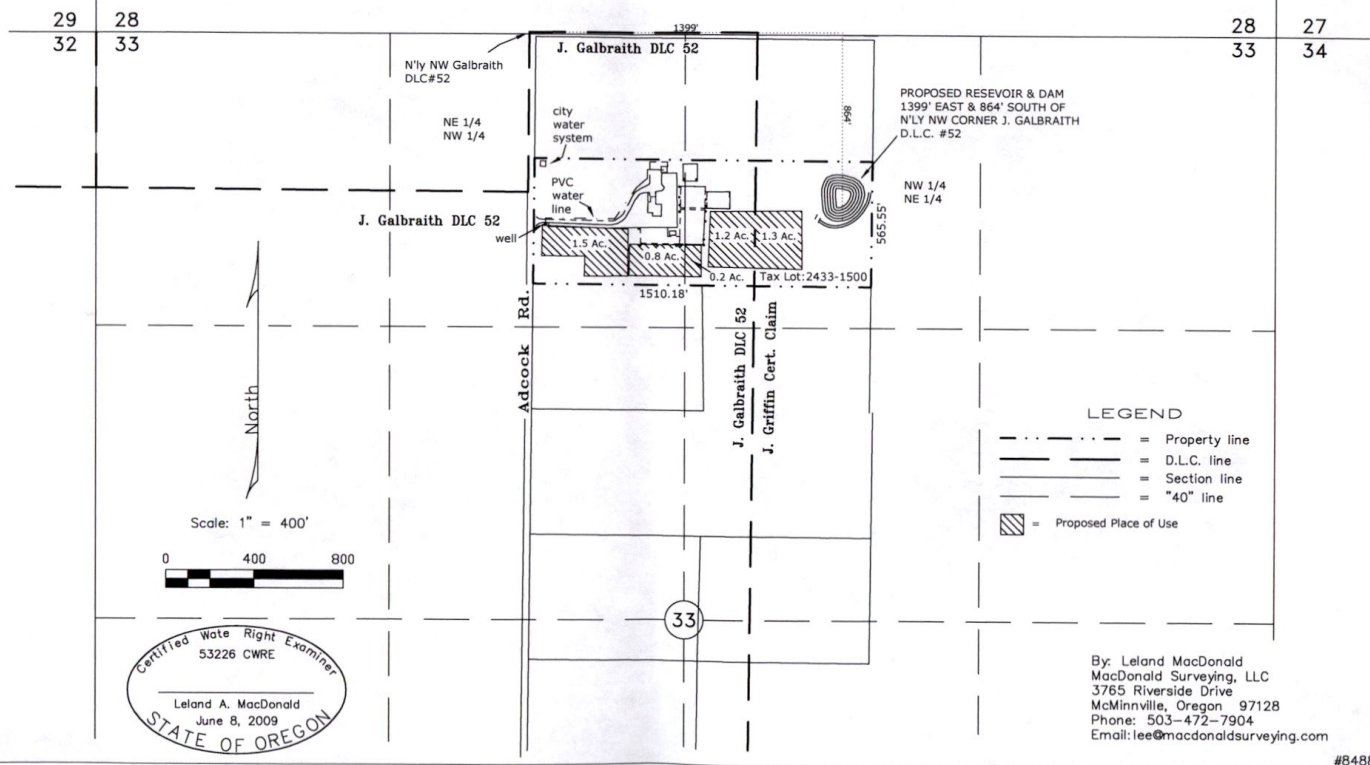 29 28
28 27
32 33
33 34
1399'
J. Galbraith DLC 52
N'ly NW Galbraith
DLC#52
864'
PROPOSED RESEVOIR & DAM
1399' EAST & 864' SOUTH OF
N'LY NW CORNER J. GALBRAITH
D.L.C. #52
NE 1/4
NW 1/4
city
water
system
PVC
water
line
NW 1/4
NE 1/4
J. Galbraith DLC 52
well
1.5 Ac.
0.8 Ac.
1.2 Ac.
1.3 Ac.
0.2 Ac.
Tax Lot:2433-1500
565.55'
1510.18'
Adcock Rd.
J. Galbraith DLC 52
J. Griffin Cert. Claim
North
LEGEND
= Property line
= D.L.C. line
= Section line
= "40" line
= Proposed Place of Use
Scale: 1" = 400'
0 400 800
33
Certified Wate Right Examiner
53226 CWRE
Leland A. MacDonald
June 8, 2009
STATE OF OREGON
By: Leland MacDonald
MacDonald Surveying, LLC
3765 Riverside Drive
McMinnville, Oregon 97128
Phone: 503-472-7904
Email:lee@macdonaldsurveying.com